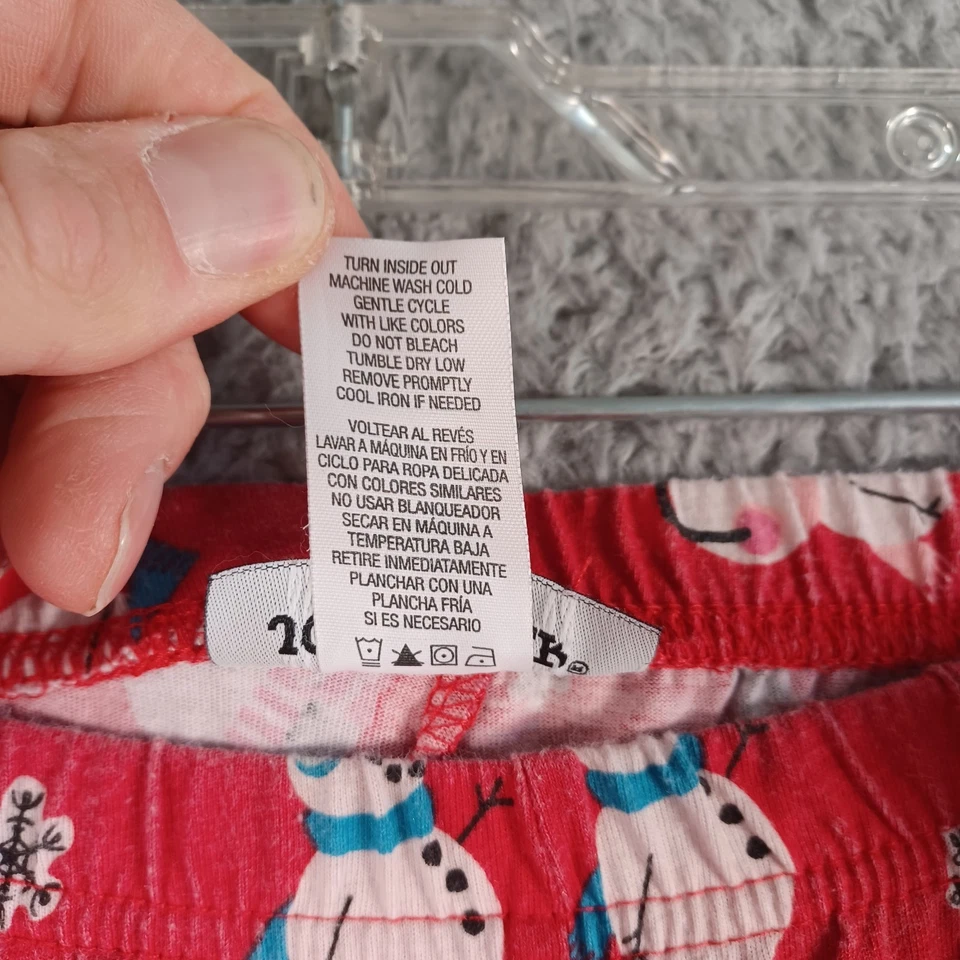 TURN INSIDE OUT
MACHINE WASH COLD
GENTLE CYCLE
WITH LIKE COLORS
DO NOT BLEACH
TUMBLE DRY LOW
REMOVE PROMPTLY
COOL IRON IF NEEDED
VOLTEAR AL REVÉS
LAVAR A MÁQUINA EN FRÍO Y EN
CICLO PARA ROPA DELICADA
CON COLORES SIMILARES
NO USAR BLANQUEADOR
SECAR EN MÁQUINA A
TEMPERATURA BAJA
RETIRE INMEDIATAMENTE
PLANCHAR CON UNA
PLANCHA FRÍA
SI ES NECESARIO